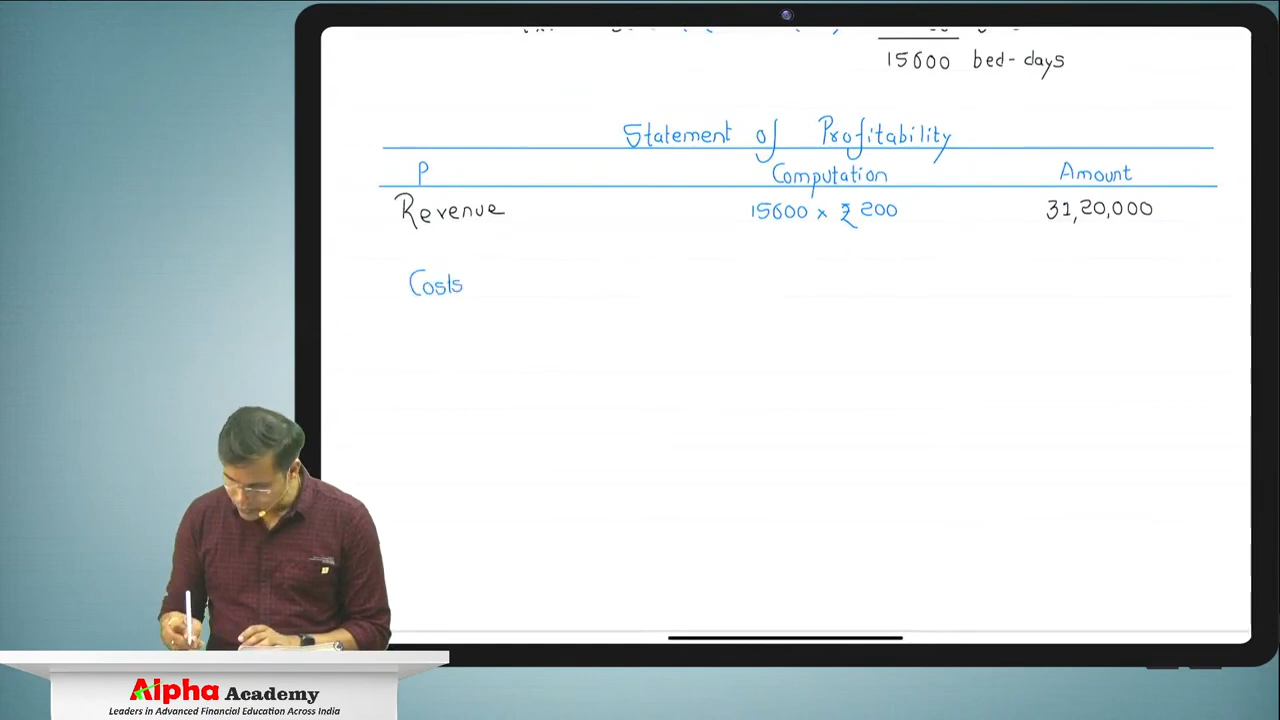 15600 bed-days
Statement of Profitability
P Computation Amount
Revenue 15600 x ₹ 200 31,20,000
Costs
Alpha Academy
Leaders in Advanced Financial Education Across India